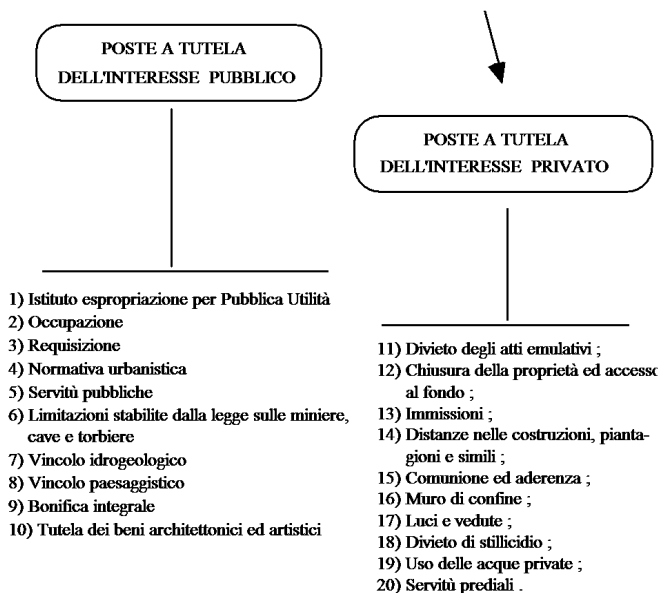 POSTE A TUTELA
DELL'INTERESSE PUBBLICO
1) Istituto espropriazione per Pubblica Utilità
2) Occupazione
3) Requisizione
4) Normativa urbanistica
5) Servitù pubbliche
6) Limitazioni stabilite dalla legge sulle miniere,
cave e torbiere
7) Vincolo idrogeologico
8) Vincolo paesaggistico
9) Bonifica integrale
10) Tutela dei beni architettonici ed artistici
POSTE A TUTELA
DELL'INTERESSE PRIVATO
11) Divieto degli atti emulativi ;
12) Chiusura della proprietà ed accesso
al fondo ;
13) Immissioni ;
14) Distanze nelle costruzioni, pianta-
gioni e simili ;
15) Comunione ed aderenza ;
16) Muro di confine ;
17) Luci e vedute ;
18) Divieto di stillicidio ;
19) Uso delle acque private ;
20) Servitù prediali .